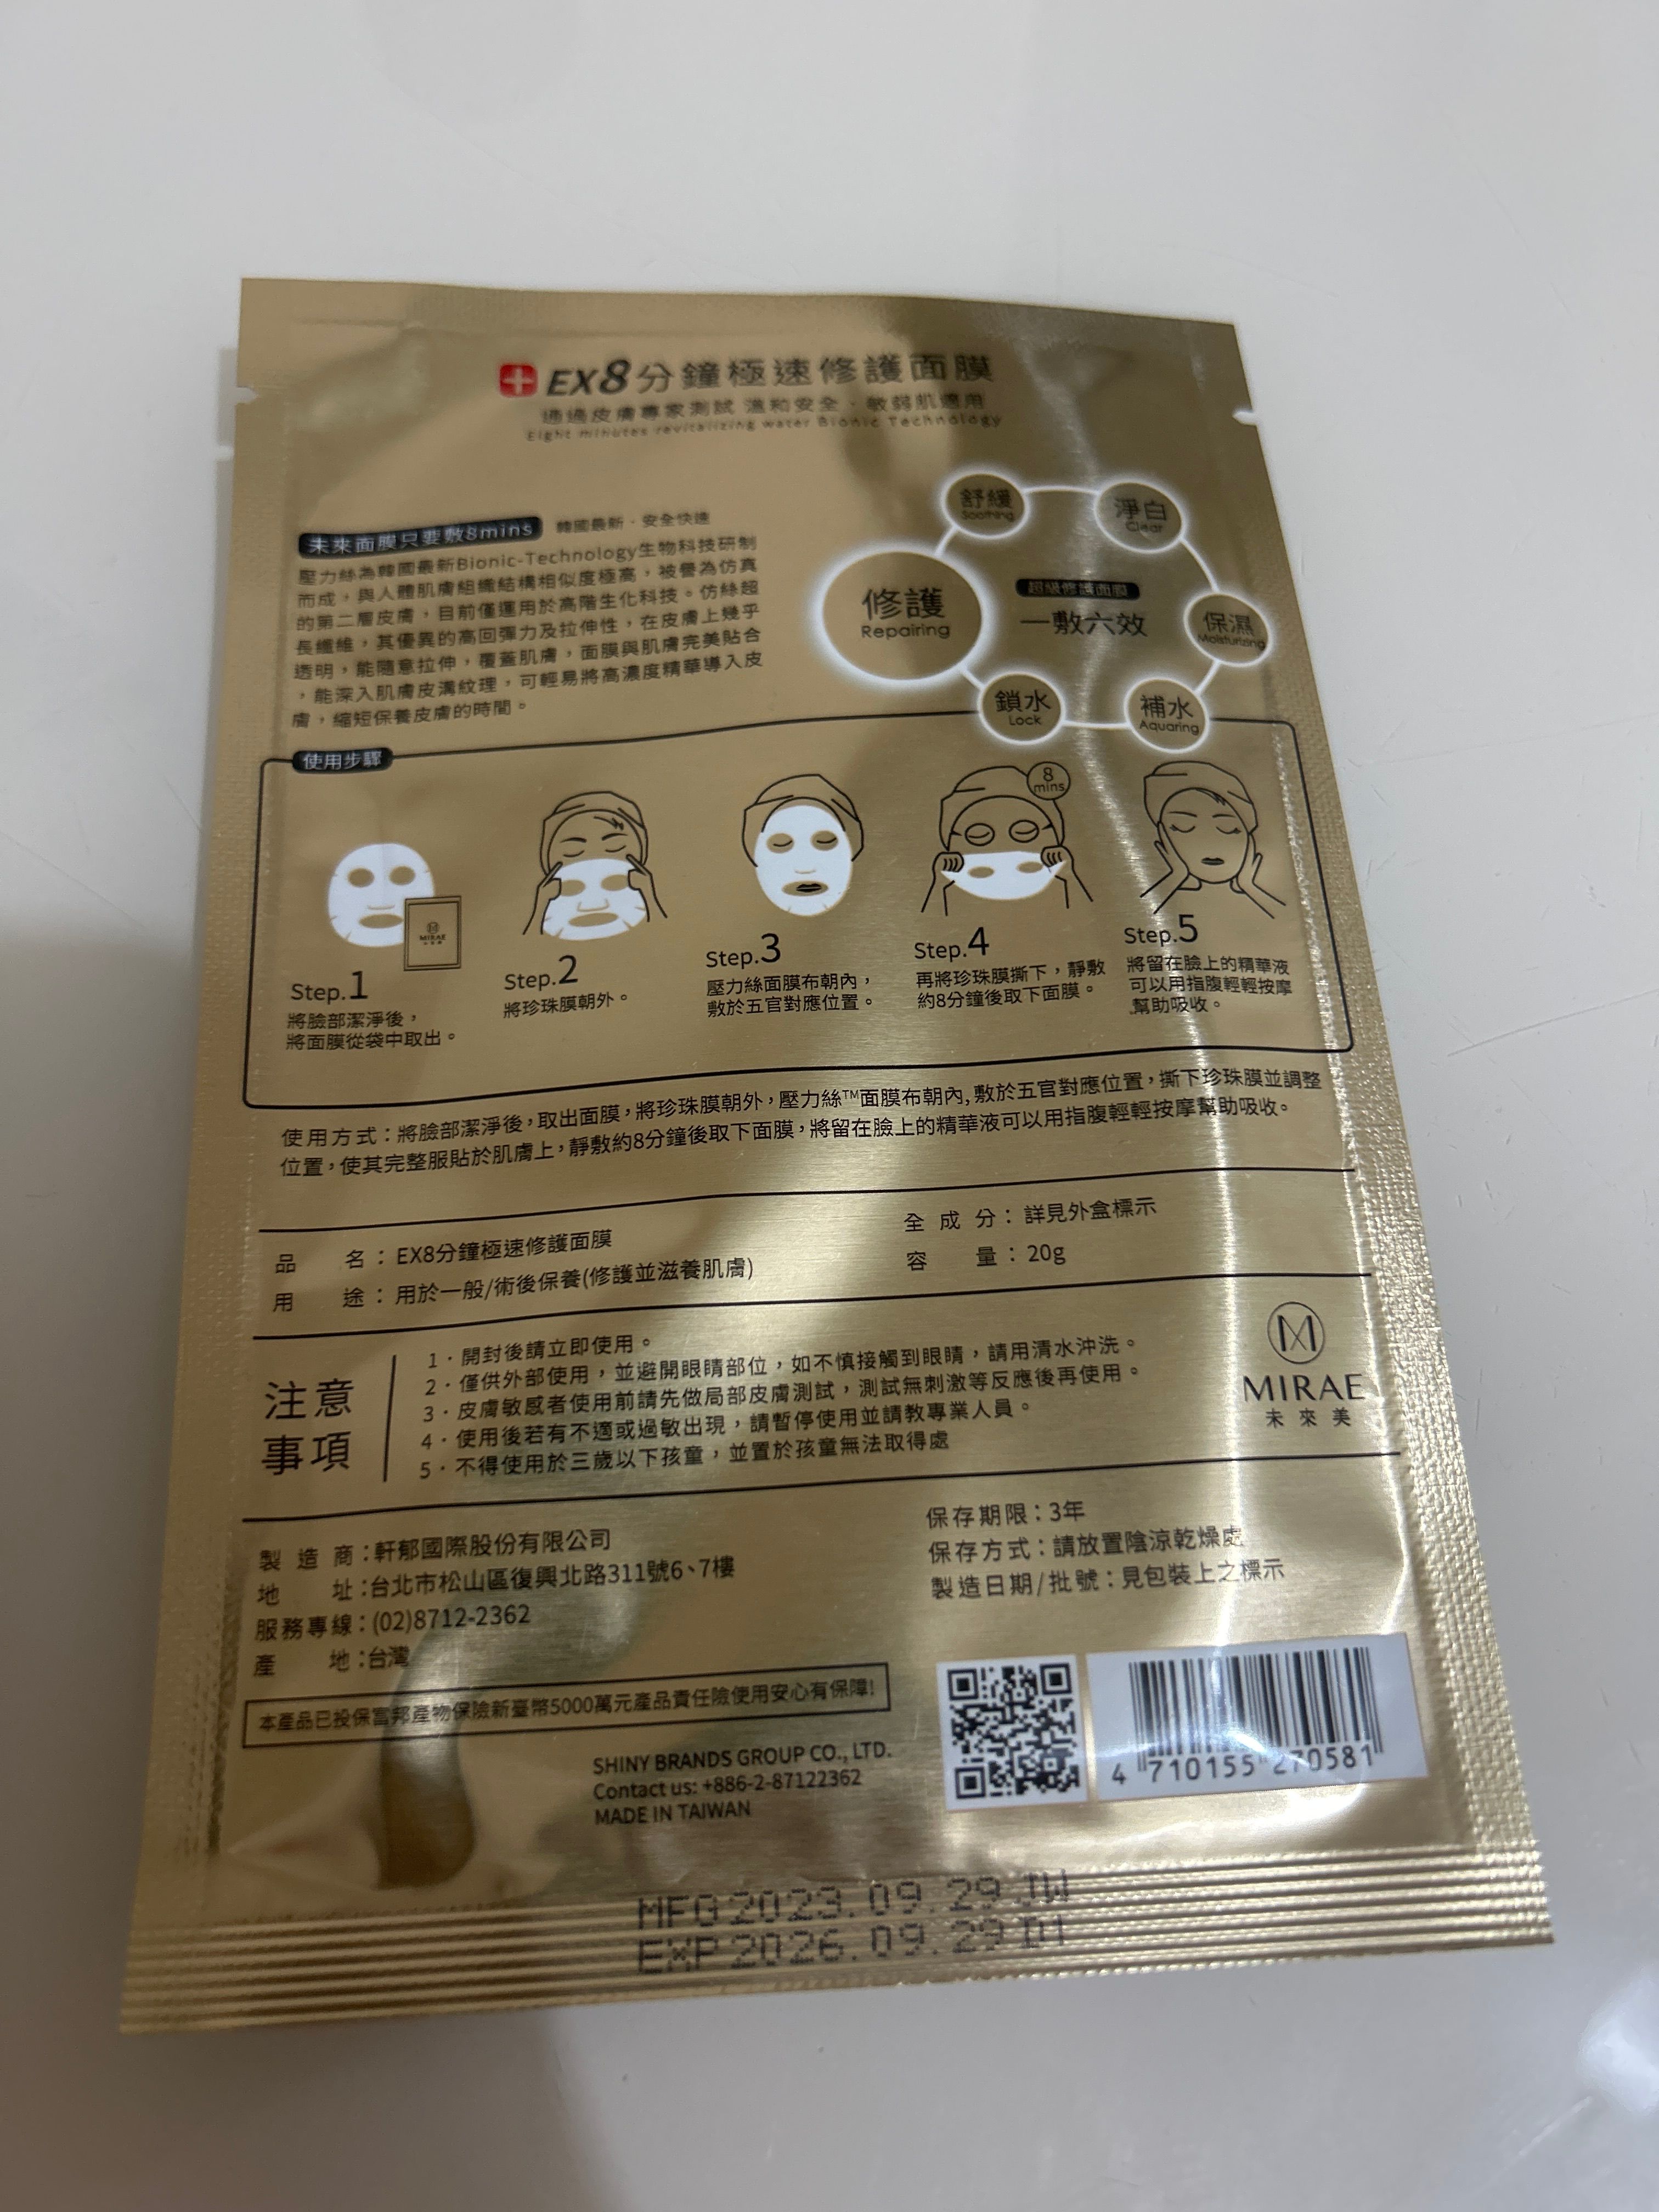 EX8分鐘極速修護面膜
通過皮膚專家測試 溫和安全．敏弱肌適用
Eight minutes revitalizing water Bionic Technology
未來面膜只要敷8mins 韓國最新．安全快速
壓力絲為韓國最新Bionic-Technology生物科技研制
而成，與人體肌膚組織結構相似度極高，被譽為仿真
的第二層皮膚，目前僅運用於高階生化科技。仿絲超
長纖維，其優異的高回彈力及拉伸性，在皮膚上幾乎
透明，能隨意拉伸，覆蓋肌膚，面膜與肌膚完美貼合
，能深入肌膚皮溝紋理，可輕易將高濃度精華導入皮
膚，縮短保養皮膚的時間。
舒緩
Soothing
淨白
Clear
修護
Repairing
超級修護面膜
一敷六效
保濕
Moisturizing
鎖水
Lock
補水
Aquaring
使用步驟
MIRAE
8
mins
Step.1
將臉部潔淨後，
將面膜從袋中取出。
Step.2
將珍珠膜朝外。
Step.3
壓力絲面膜布朝內，
敷於五官對應位置。
Step.4
再將珍珠膜撕下，靜敷
約8分鐘後取下面膜。
Step.5
將留在臉上的精華液
可以用指腹輕輕按摩
幫助吸收。
使用方式：將臉部潔淨後，取出面膜，將珍珠膜朝外，壓力絲™面膜布朝內，敷於五官對應位置，撕下珍珠膜並調整
位置，使其完整服貼於肌膚上，靜敷約8分鐘後取下面膜，將留在臉上的精華液可以用指腹輕輕按摩幫助吸收。
品名：EX8分鐘極速修護面膜
全成分：詳見外盒標示
用途：用於一般/術後保養(修護並滋養肌膚)
容量：20g
注意
事項
1．開封後請立即使用。
2．僅供外部使用，並避開眼睛部位，如不慎接觸到眼睛，請用清水沖洗。
3．皮膚敏感者使用前請先做局部皮膚測試，測試無刺激等反應後再使用。
4．使用後若有不適或過敏出現，請暫停使用並請教專業人員。
5．不得使用於三歲以下孩童，並置於孩童無法取得處
MIRAE
未來美
製造商：軒郁國際股份有限公司
地址：台北市松山區復興北路311號6、7樓
服務專線：(02)8712-2362
產地：台灣
保存期限：3年
保存方式：請放置陰涼乾燥處
製造日期/批號：見包裝上之標示
本產品已投保富邦產物保險新臺幣5000萬元產品責任險使用安心有保障!
SHINY BRANDS GROUP CO., LTD.
Contact us: +886-2-87122362
MADE IN TAIWAN
4 710155 270581
MFG 2023.09.29 JW
EXP 2026.09.29